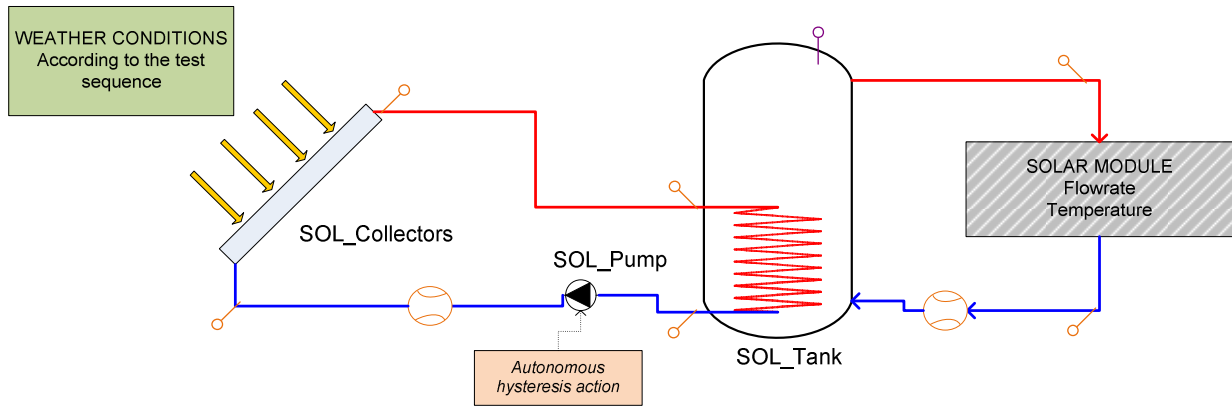 WEATHER CONDITIONS
According to the test
sequence
SOL_Collectors
SOL_Pump
Autonomous
hysteresis action
SOL_Tank
SOLAR MODULE
Flowrate
Temperature